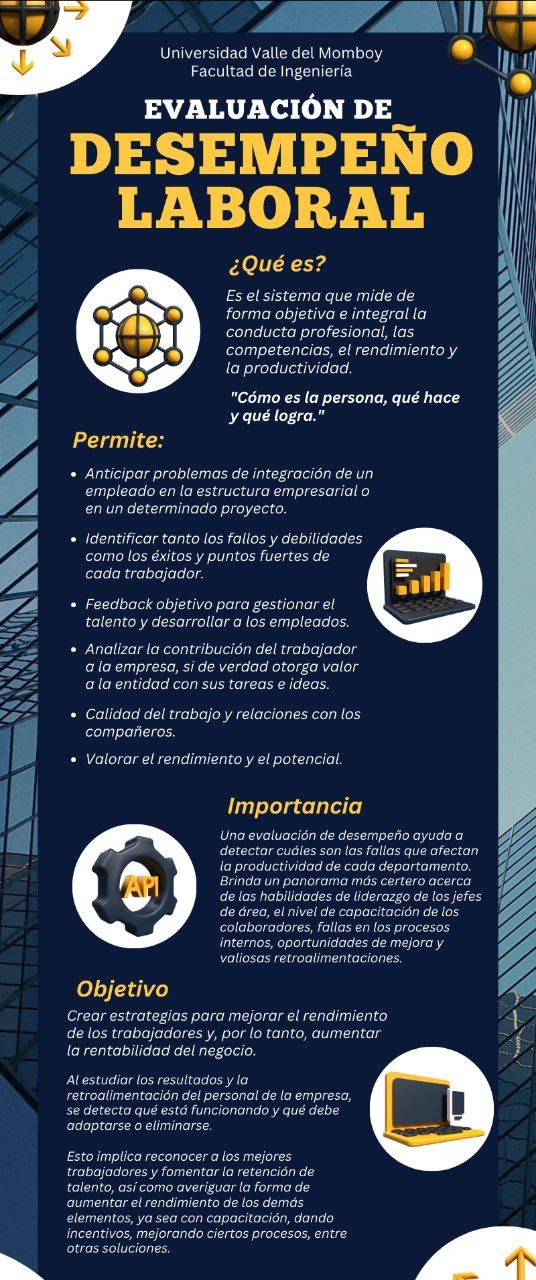 Universidad Valle del Momboy
Facultad de Ingeniería
EVALUACIÓN DE
DESEMPEÑO
LABORAL
¿Qué es?
Es el sistema que mide de
forma objetiva e integral la
conducta profesional, las
competencias, el rendimiento y
la productividad.
"Cómo es la persona, qué hace
y qué logra."
Permite:
• Anticipar problemas de integración de un
empleado en la estructura empresarial o
en un determinado proyecto.
• Identificar tanto los fallos y debilidades
como los éxitos y puntos fuertes de
cada trabajador.
• Feedback objetivo para gestionar el
talento y desarrollar a los empleados.
• Analizar la contribución del trabajador
a la empresa, si de verdad otorga valor
a la entidad con sus tareas e ideas.
• Calidad del trabajo y relaciones con los
compañeros.
• Valorar el rendimiento y el potencial.
Importancia
Una evaluación de desempeño ayuda a
detectar cuáles son las fallas que afectan
la productividad de cada departamento.
Brinda un panorama más certero acerca
de las habilidades de liderazgo de los jefes
de área, el nivel de capacitación de los
colaboradores, fallas en los procesos
internos, oportunidades de mejora y
valiosas retroalimentaciones.
API
Objetivo
Crear estrategias para mejorar el rendimiento
de los trabajadores y, por lo tanto, aumentar
la rentabilidad del negocio.
Al estudiar los resultados y la
retroalimentación del personal de la empresa,
se detecta qué está funcionando y qué debe
adaptarse o eliminarse.
Esto implica reconocer a los mejores
trabajadores y fomentar la retención de
talento, así como averiguar la forma de
aumentar el rendimiento de los demás
elementos, ya sea con capacitación, dando
incentivos, mejorando ciertos procesos, entre
otras soluciones.